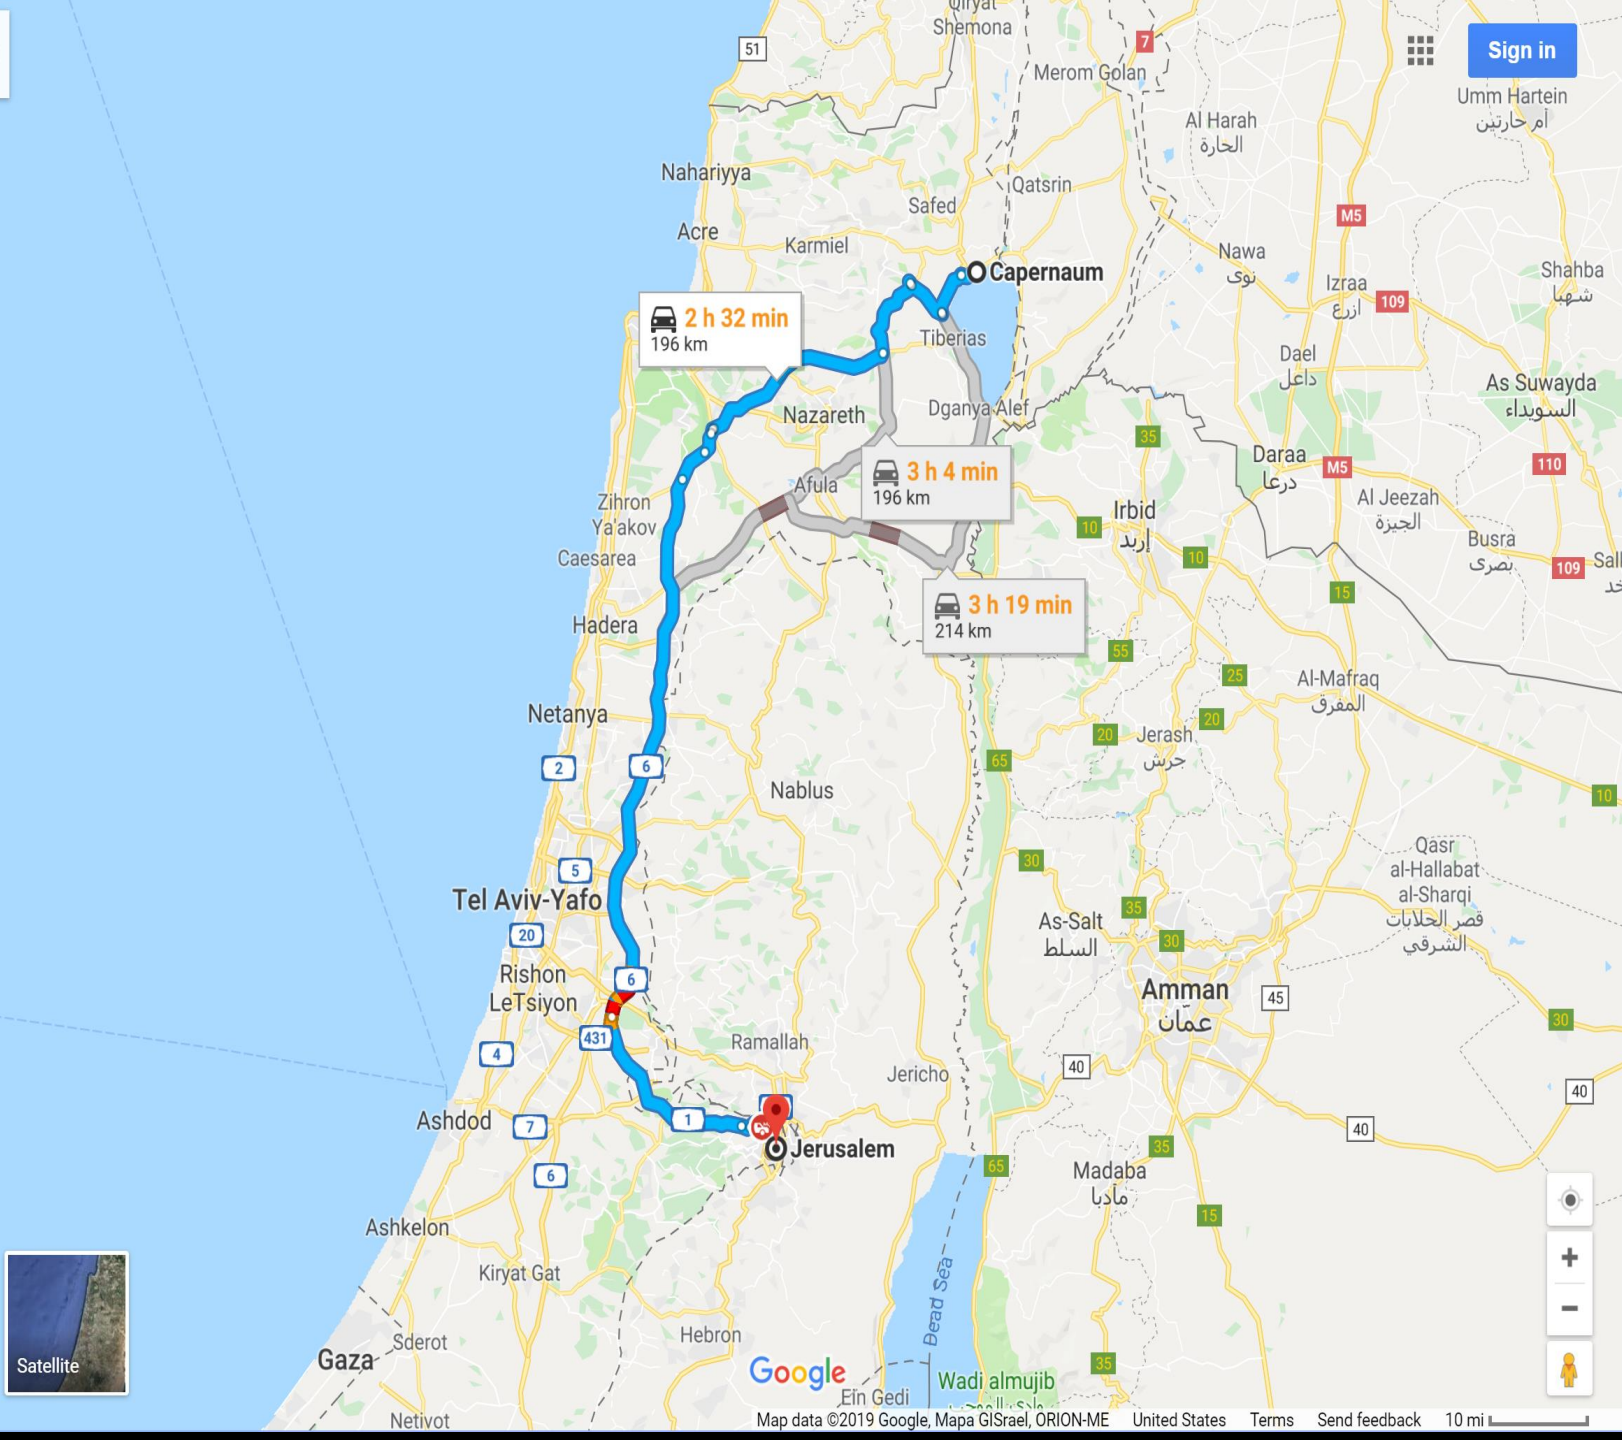 Qiryat
Shemona
51
7
Sign in
Merom Golan
Umm Hartein
أم حارتين
Al Harah
الحارة
Nahariyya
Qatsrin
Safed
M5
Acre
Karmiel
Nawa
نوى
Capernaum
Shahba
شهبا
Izraa
ازرع
109
2 h 32 min
196 km
Tiberias
Dael
داعل
As Suwayda
السويداء
Nazareth
Dganya Alef
35
Daraa
درعا
M5
110
3 h 4 min
196 km
Afula
Zihron
Ya'akov
Al Jeezah
الجيزة
Irbid
إربد
10
Busra
بصرى
Caesarea
10
109
Sall
15
3 h 19 min
214 km
Hadera
55
25
Al-Mafraq
المفرق
Netanya
20
20
Jerash
جرش
2
6
65
Nablus
10
Qasr
al-Hallabat
al-Sharqi
قصر الحلابات
الشرقي
30
5
Tel Aviv-Yafo
35
As-Salt
السلط
20
30
Rishon
LeTsiyon
6
Amman
عمّان
45
30
431
Ramallah
4
40
Jericho
40
Ashdod
7
1
40
Jerusalem
35
65
6
Madaba
مادبا
15
Ashkelon
Kiryat Gat
Dead Sea
Sderot
Hebron
Gaza
Satellite
35
Google
Wadi almujib
وادي الموجب
Ein Gedi
Netivot
Map data ©2019 Google, Mapa GISrael, ORION-ME United States Terms Send feedback 10 mi